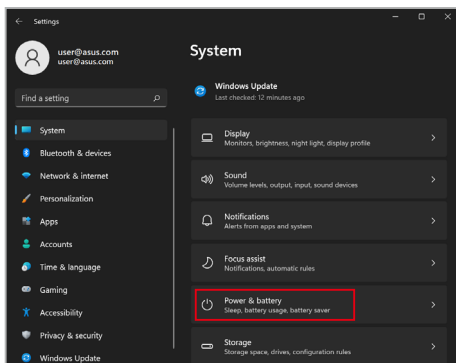 Settings
user@asus.com
user@asus.com
Find a setting
System
Bluetooth & devices
Network & internet
Personalization
Apps
Accounts
Time & language
Gaming
Accessibility
Privacy & security
Windows Update
System
Windows Update
Last checked: 12 minutes ago
Display
Monitors, brightness, night light, display profile
Sound
Volume levels, output, input, sound devices
Notifications
Alerts from apps and system
Focus assist
Notifications, automatic rules
Power & battery
Sleep, battery usage, battery saver
Storage
Storage space, drives, configuration rules